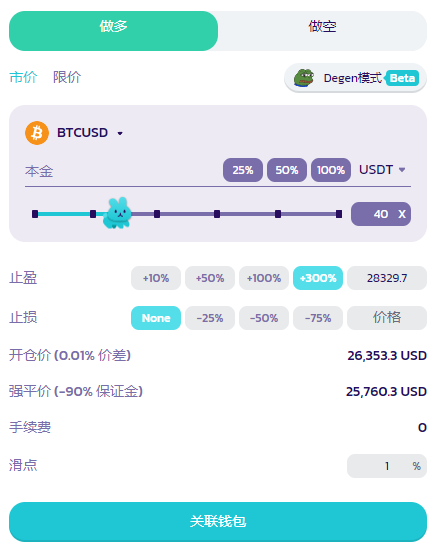 做多 做空
市价 限价 Degen模式 Beta
BTCUSD
本金 25% 50% 100% USDT
40 X
止盈 +10% +50% +100% +300% 28329.7
止损 None -25% -50% -75% 价格
开仓价 (0.01% 价差) 26,353.3 USD
强平价 (-90% 保证金) 25,760.3 USD
手续费 0
滑点 1 %
关联钱包